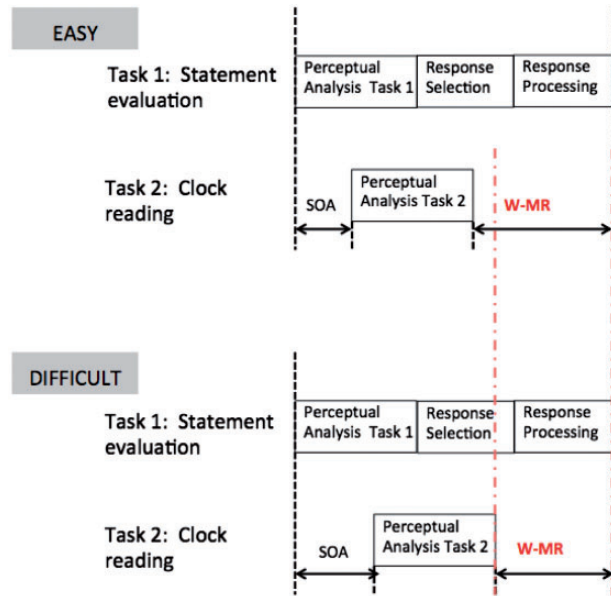 EASY
Task 1: Statement
evaluation
Perceptual
Analysis Task 1
Response
Selection
Response
Processing
Task 2: Clock
reading
SOA
Perceptual
Analysis Task 2
W-MR
DIFFICULT
Task 1: Statement
evaluation
Perceptual
Analysis Task 1
Response
Selection
Response
Processing
Task 2: Clock
reading
SOA
Perceptual
Analysis Task 2
W-MR